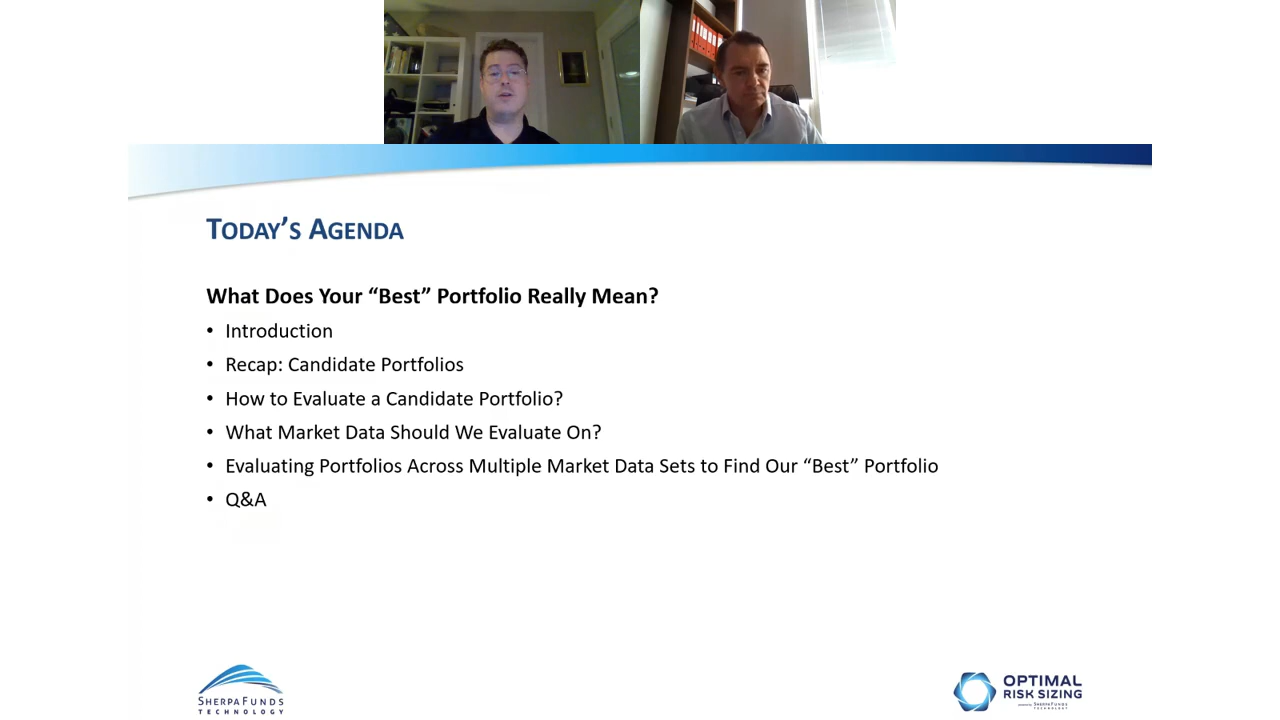 TODAY'S AGENDA
What Does Your “Best” Portfolio Really Mean?
• Introduction
• Recap: Candidate Portfolios
• How to Evaluate a Candidate Portfolio?
• What Market Data Should We Evaluate On?
• Evaluating Portfolios Across Multiple Market Data Sets to Find Our “Best” Portfolio
• Q&A
SHERPAFUNDS
TECHNOLOGY
OPTIMAL
RISK SIZING
SHERPAFUNDS
TECHNOLOGY